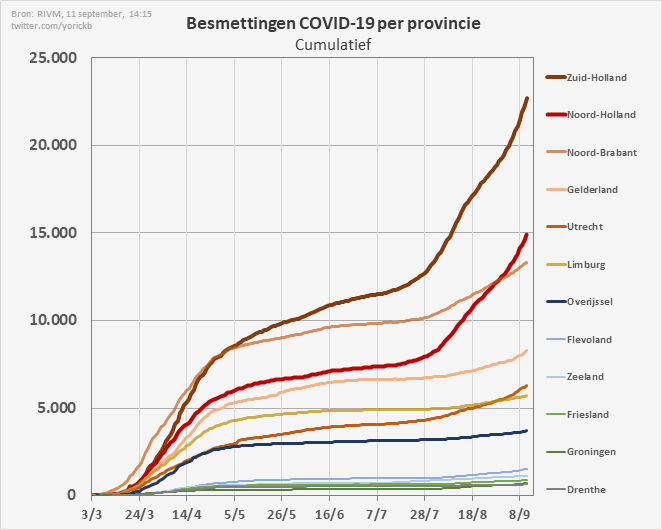 Bron: RIVM, 11 september, 14:15
twitter.com/yorickb
Besmettingen COVID-19 per provincie
Cumulatief
25.000
20.000
15.000
10.000
5.000
0
3/3 24/3 14/4 5/5 26/5 16/6 7/7 28/7 18/8 8/9
Zuid-Holland
Noord-Holland
Noord-Brabant
Gelderland
Utrecht
Limburg
Overijssel
Flevoland
Zeeland
Friesland
Groningen
Drenthe